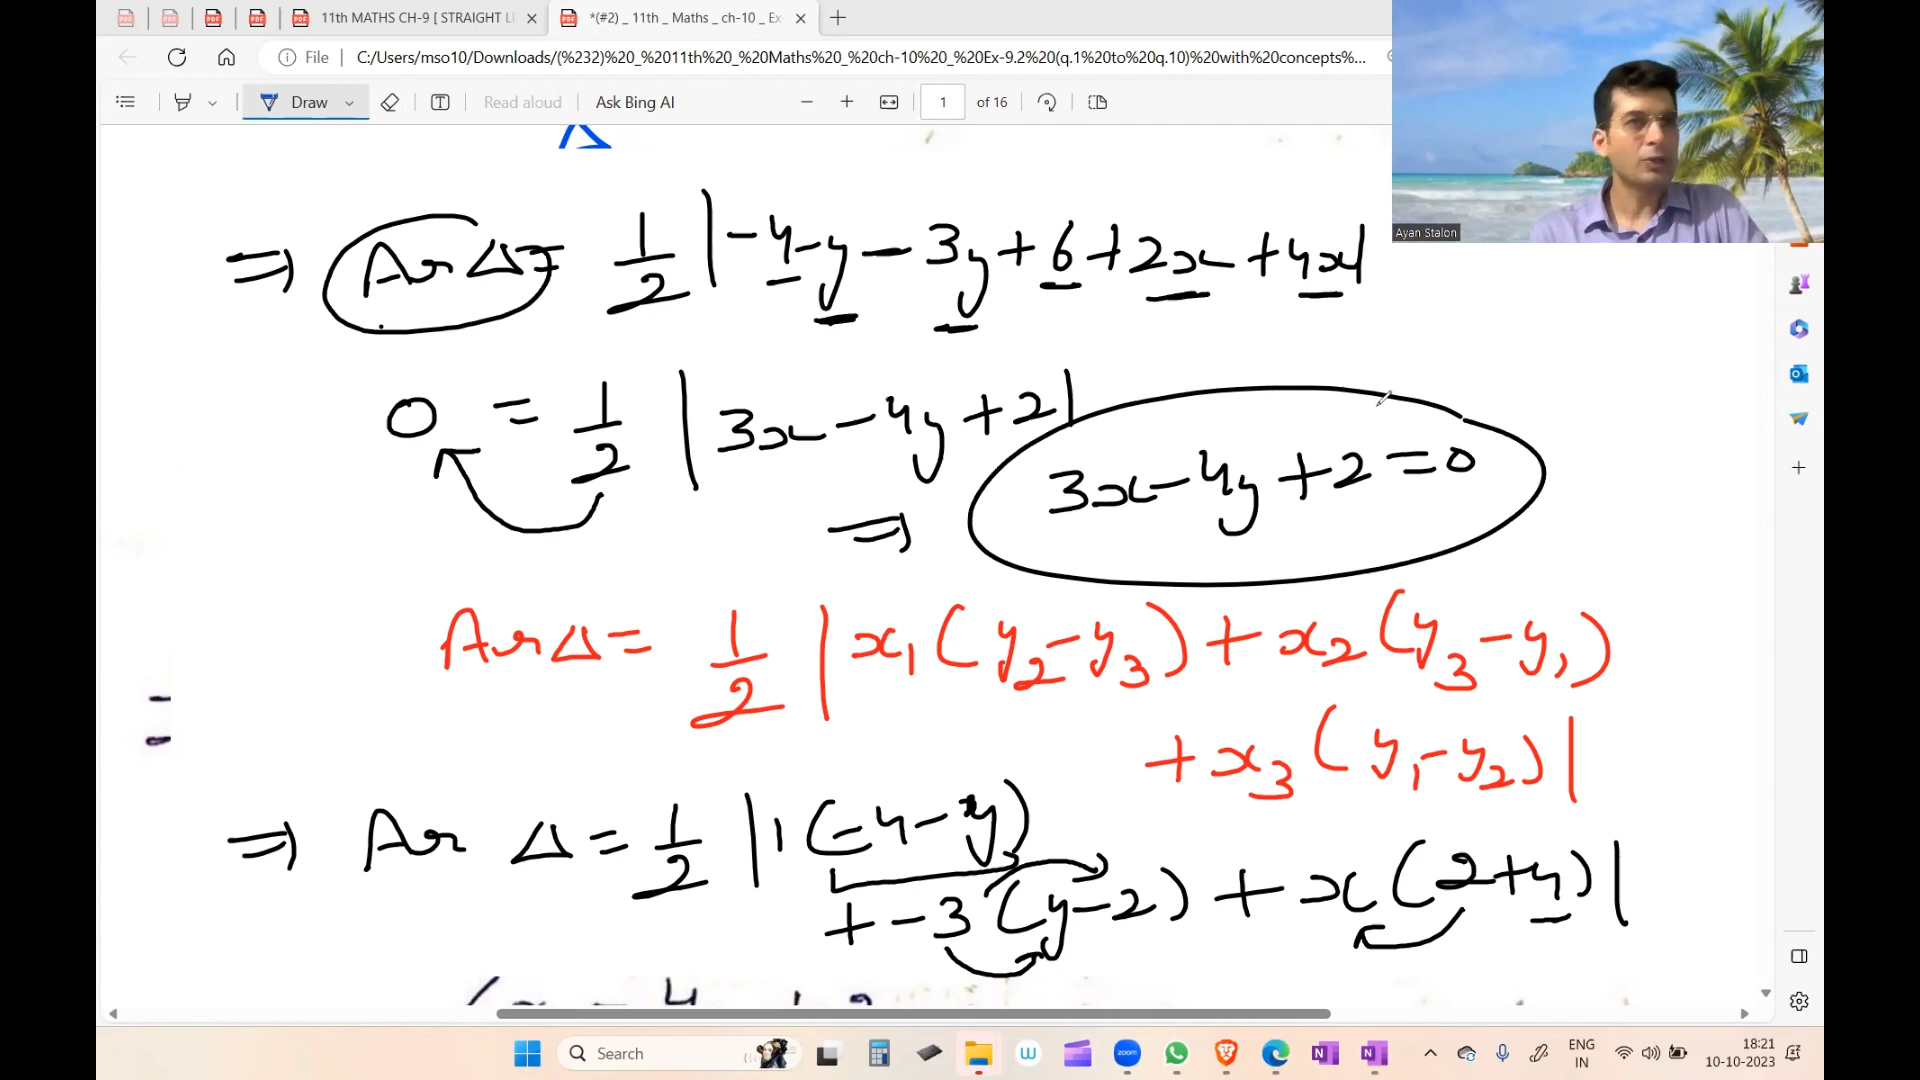 11th MATHS CH-9 [ STRAIGHT LI
*(#2) _ 11th _ Maths _ ch-10 _ Ex-
File
C:/Users/mso10/Downloads/(%232)%20_%2011th%20_%20Maths%20_%20ch-10%20_%20Ex-9.2%20(q.1%20to%20q.10)%20with%20concepts%...
Draw
Read aloud
Ask Bing AI
1 of 16
Ayan Stalon
⇒ Ar Δ = 1/2 |-4-y-3y+6+2x+4x|
0 = 1/2 |3x-4y+2|
⇒ 3x-4y+2=0
Ar Δ = 1/2 |x₁(y₂-y₃)+x₂(y₃-y₁)
+x₃(y₁-y₂)|
⇒ Ar Δ = 1/2 |1(-4-y)
+-3(y-2)+x(2+4)|
Search
zoom
ENG
IN
18:21
10-10-2023